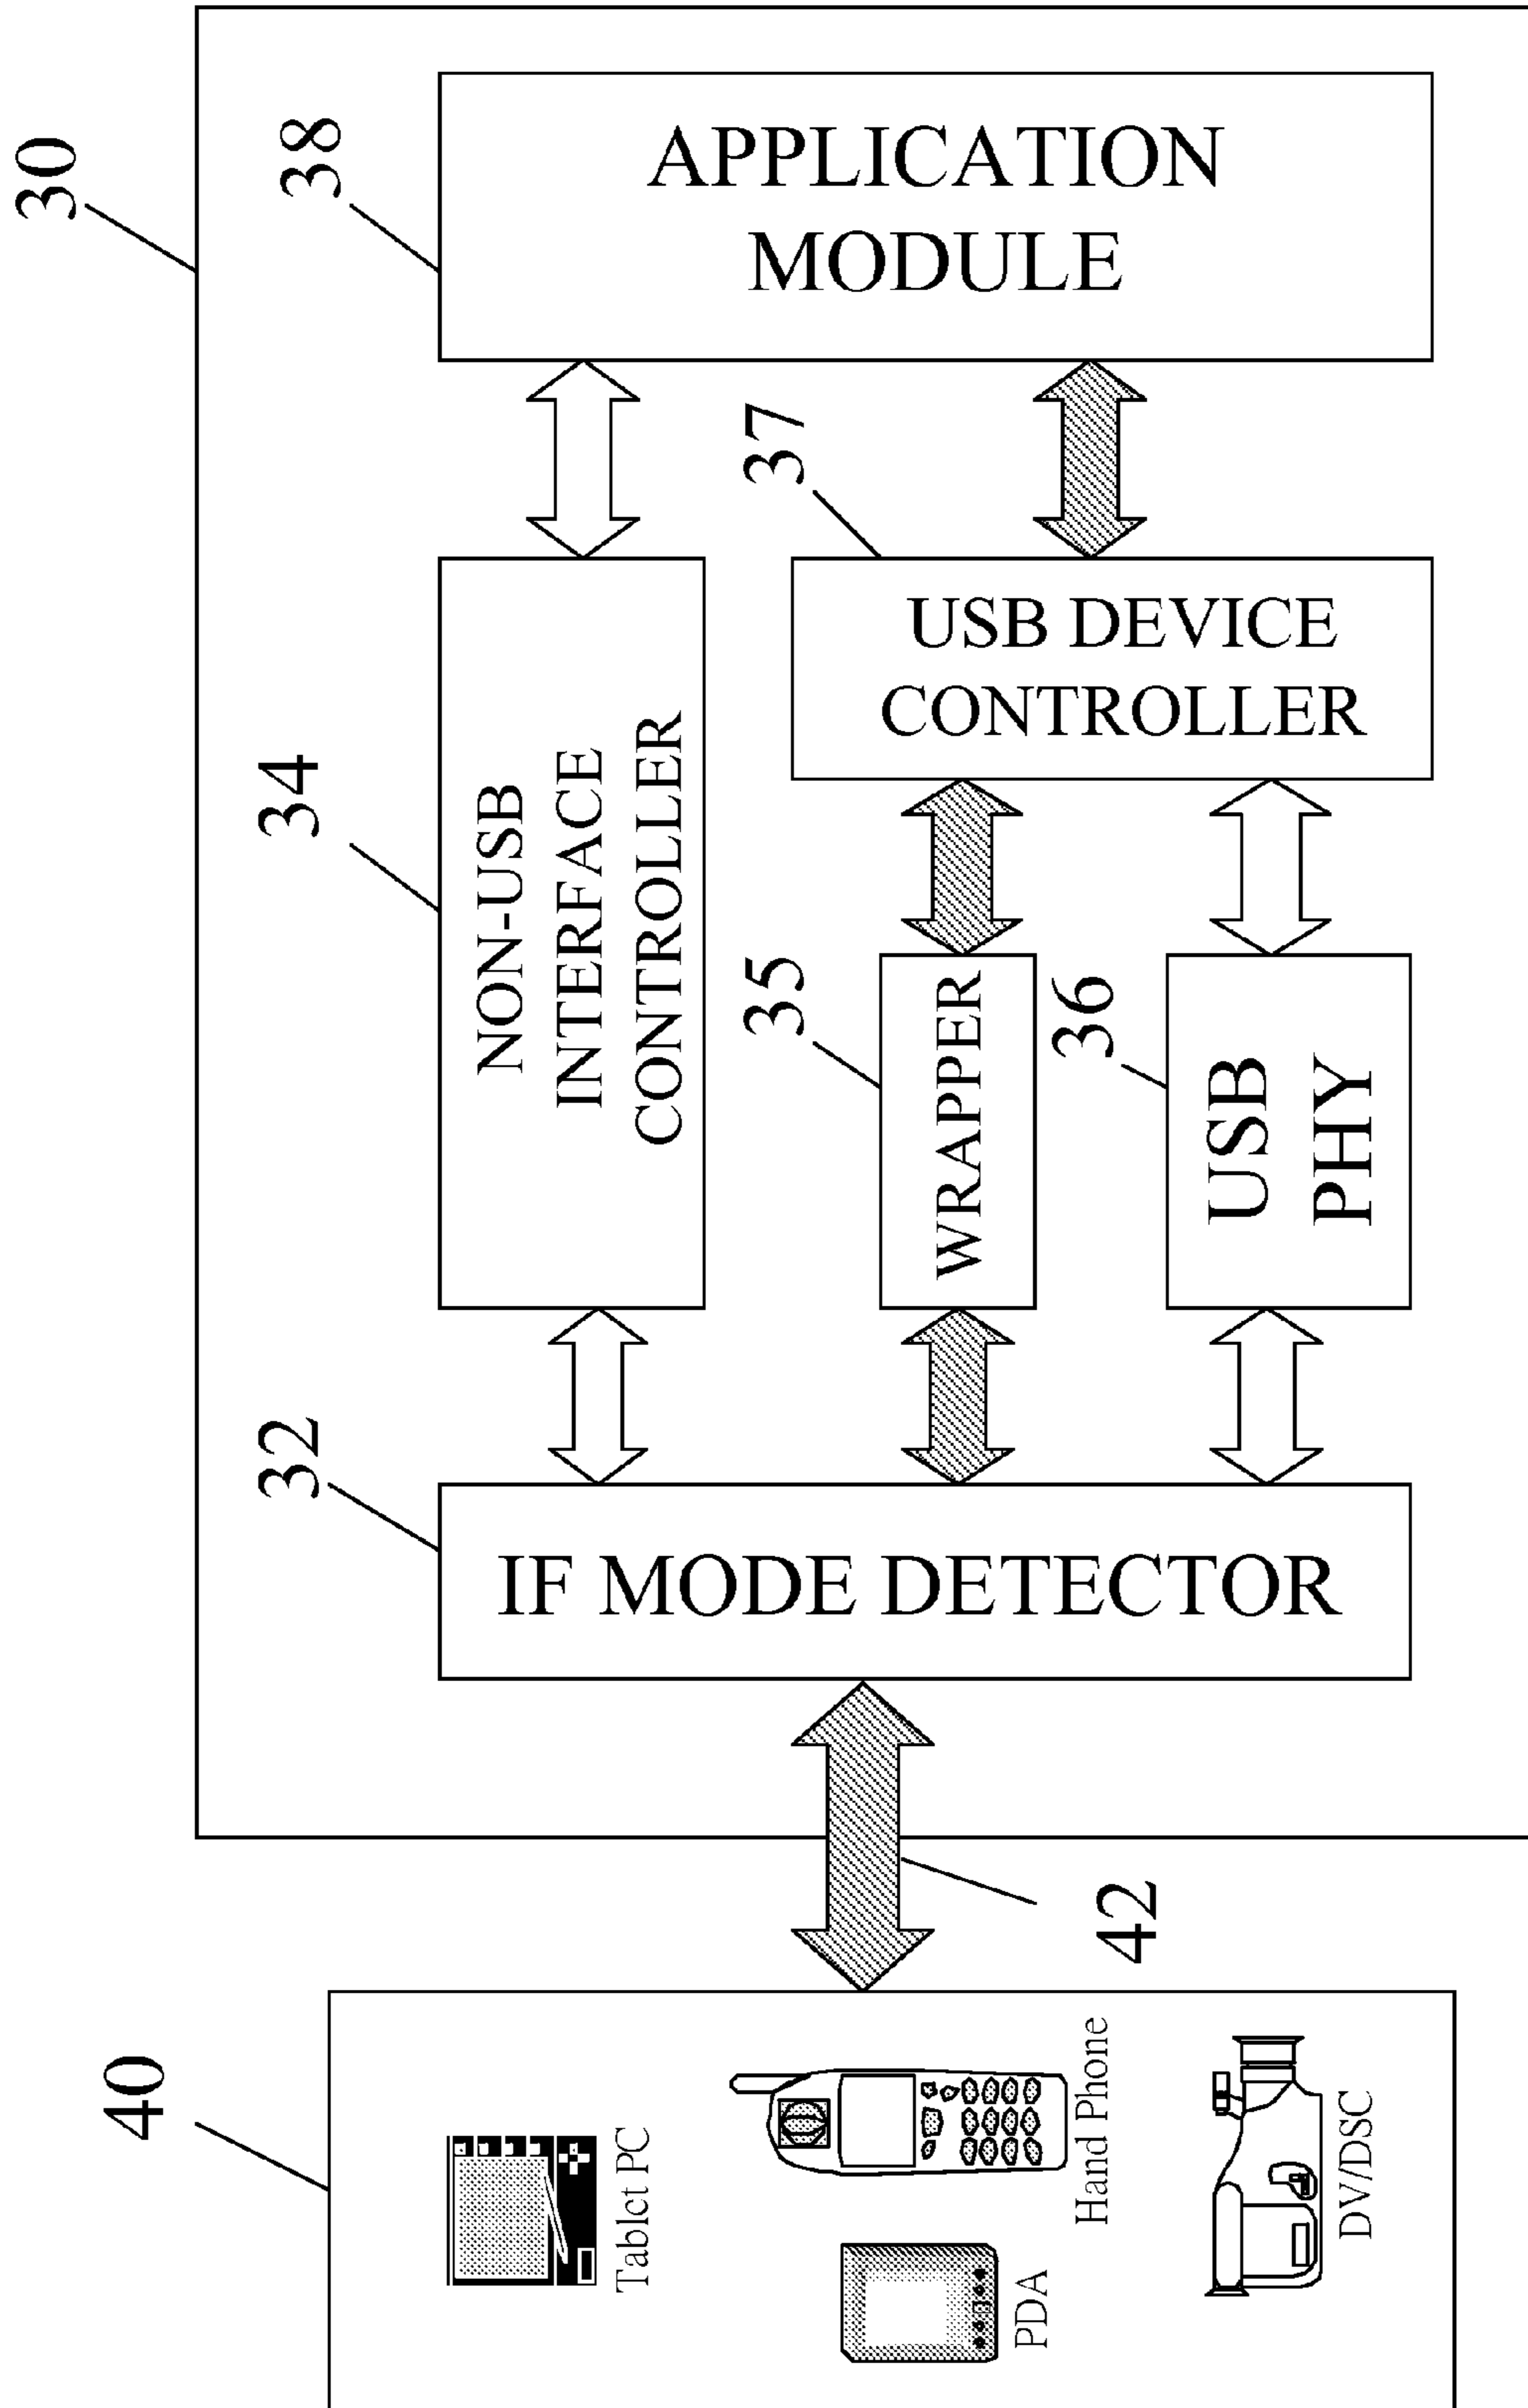 30
38
APPLICATION
MODULE
37
USB DEVICE
CONTROLLER
34
NON-USB
INTERFACE
CONTROLLER
35
WRAPPER
36
USB
PHY
32
IF MODE DETECTOR
42
40
Tablet PC
Hand Phone
PDA
DV/DSC